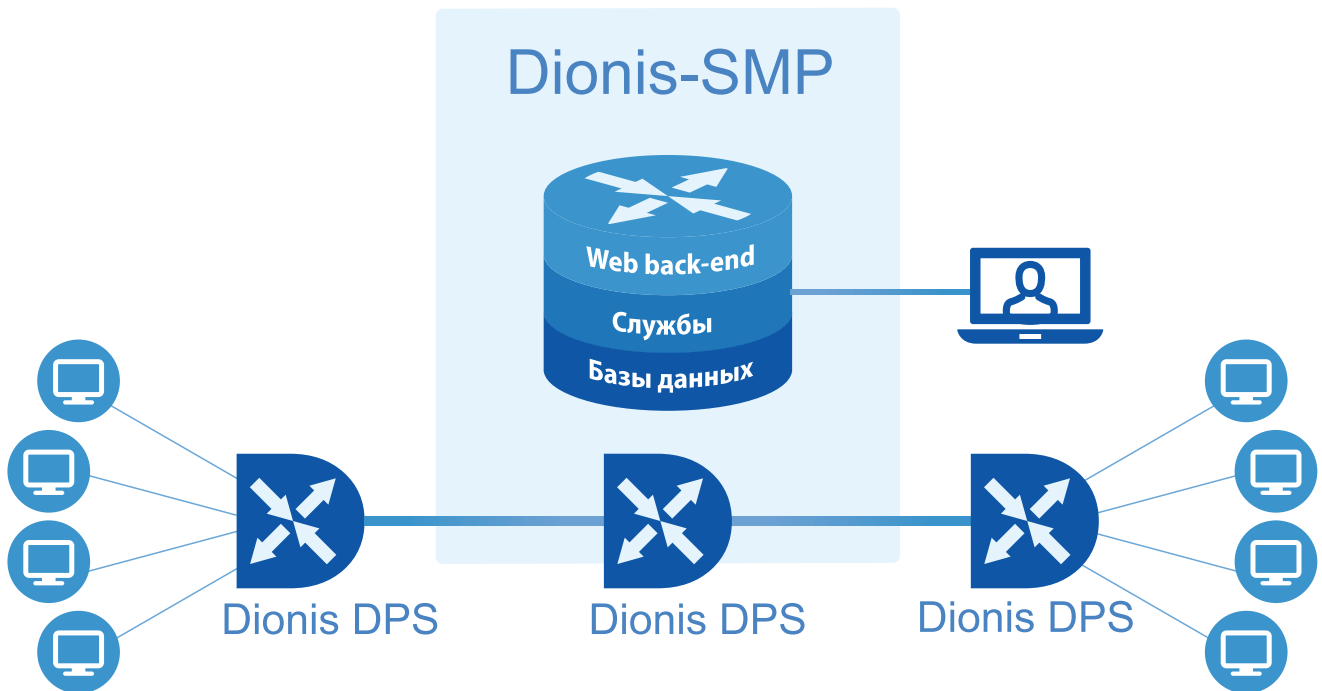 Dionis-SMP
Web back-end
Службы
Базы данных
Dionis DPS
Dionis DPS
Dionis DPS